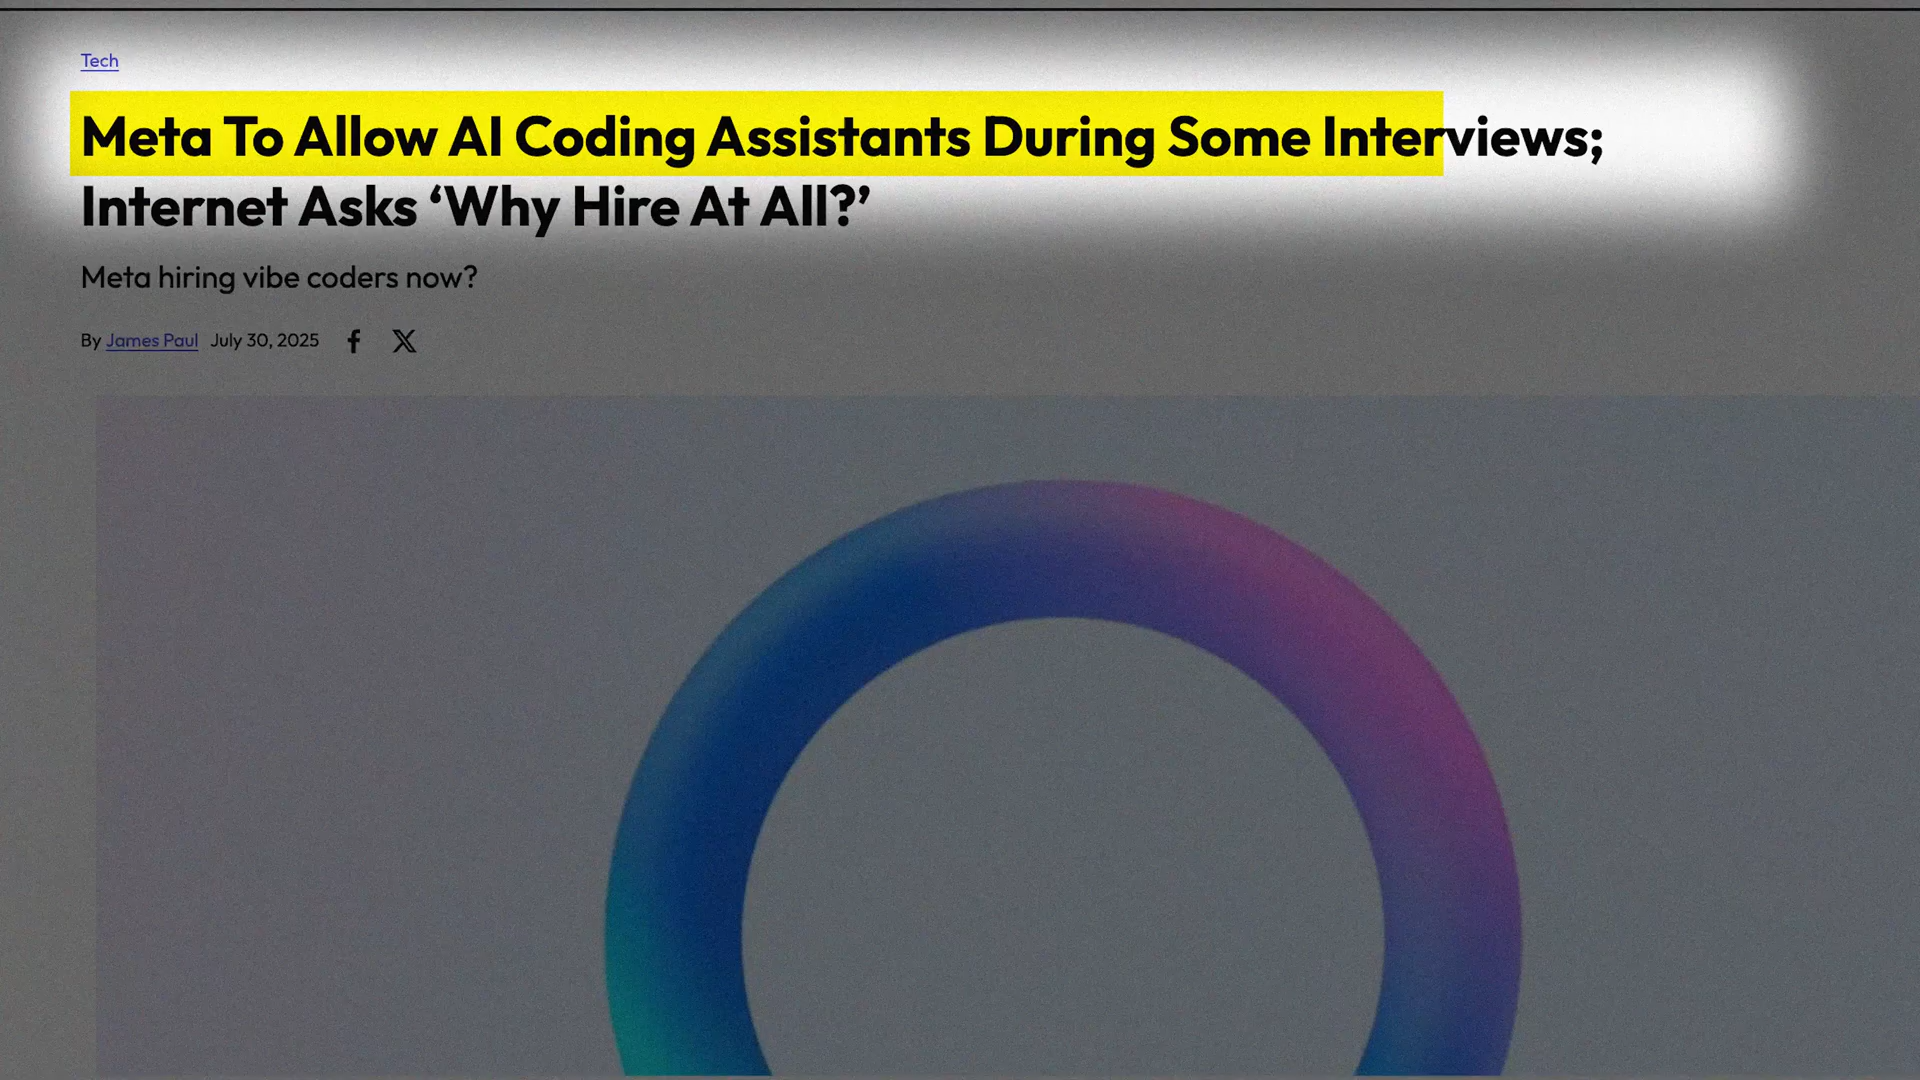 Tech
Meta To Allow AI Coding Assistants During Some Interviews;
Internet Asks ‘Why Hire At All?’
Meta hiring vibe coders now?
By James Paul July 30, 2025